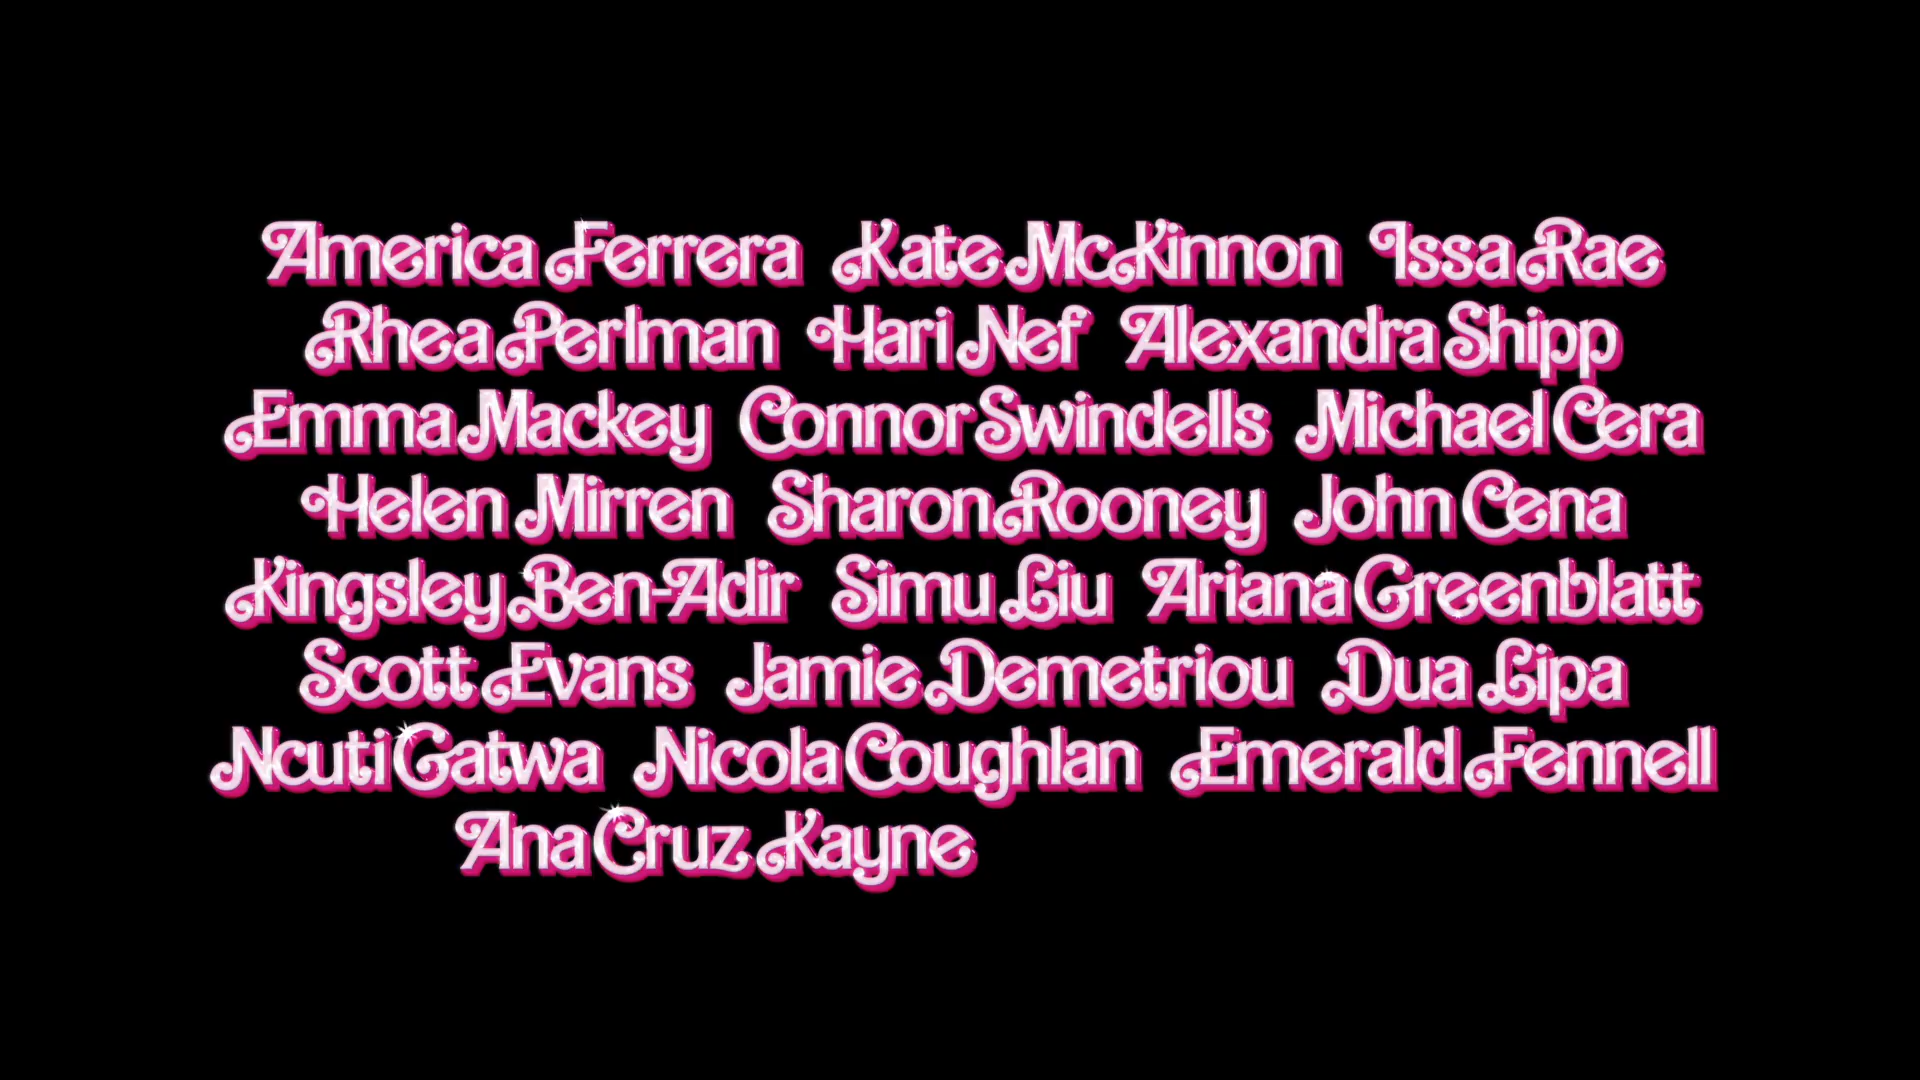 America Ferrera Kate McKinnon Issa Rae
Rhea Perlman Hari Nef Alexandra Shipp
Emma Mackey Connor Swindells Michael Cera
Helen Mirren Sharon Rooney John Cena
Kingsley Ben-Adir Simu Liu Ariana Greenblatt
Scott Evans Jamie Demetriou Dua Lipa
Ncuti Gatwa Nicola Coughlan Emerald Fennell
Ana Cruz Kayne